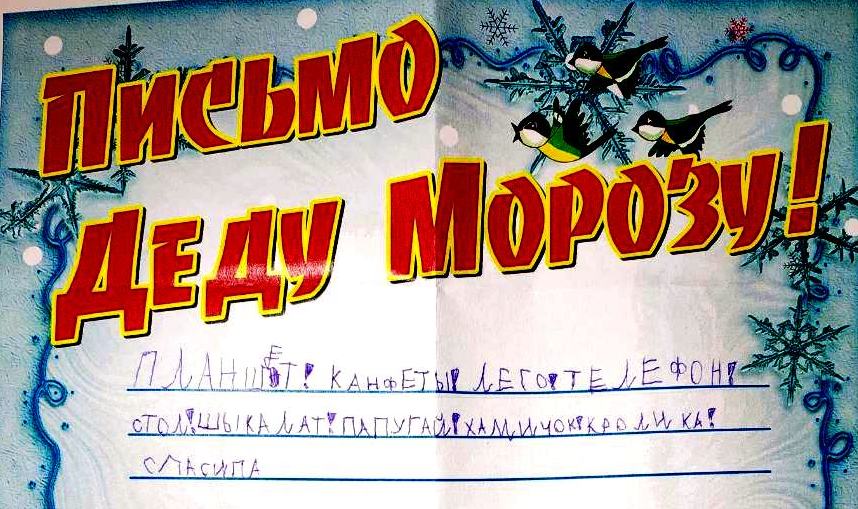 Письмо
Деду Морозу!
ПЛАНШЕТ! КАНФЕТЫ! ЛЕГО! ТЕЛЕФОН!
СТОЛ! ШЫКАЛАТ! ПАПУГАЙ! ХАМИЧОК! КРОЛИКА!
СПАСИПА